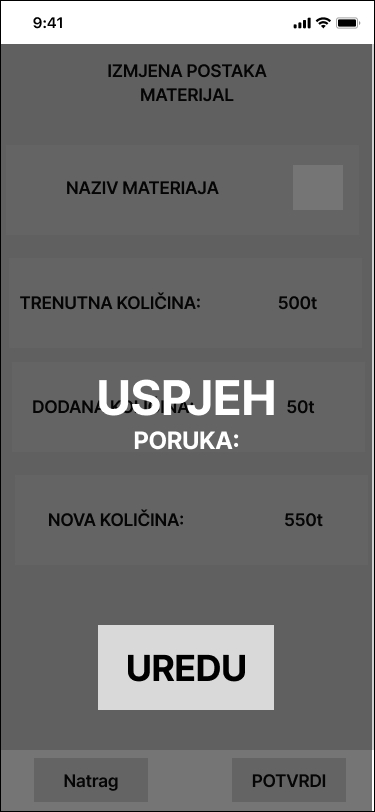 9:41
IZMJENA POSTAKA
MATERIJAL
NAZIV MATERIAJA
TRENUTNA KOLIČINA: 500t
DODANA KOLIČINA: 50t
USPJEH
PORUKA:
NOVA KOLIČINA: 550t
UREDU
Natrag POTVRDI